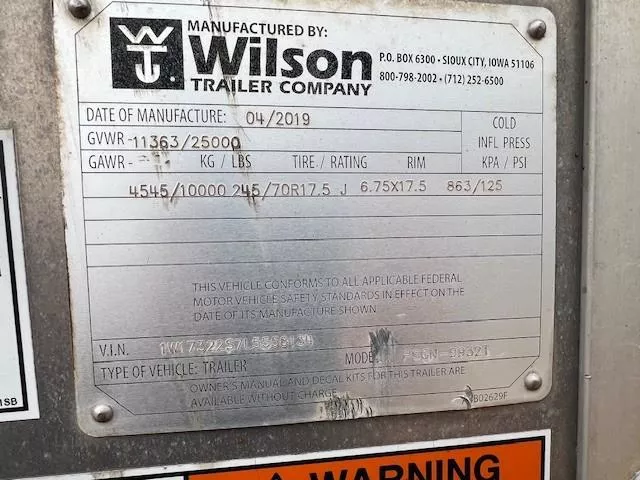 MANUFACTURED BY:
Wilson
TRAILER COMPANY
P.O. BOX 6300 • SIOUX CITY, IOWA 51106
800-798-2002 • (712) 252-6500
DATE OF MANUFACTURE: 04/2019
GVWR - 11363/25000
COLD
INFL PRESS
GAWR - KG / LBS TIRE / RATING RIM KPA / PSI
4545/10000 245/70R17.5 J 6.75X17.5 863/125
THIS VEHICLE CONFORMS TO ALL APPLICABLE FEDERAL
MOTOR VEHICLE SAFETY STANDARDS IN EFFECT ON THE
DATE OF ITS MANUFACTURE SHOWN
V.I.N.
MODEL
TYPE OF VEHICLE: TRAILER
OWNER'S MANUAL AND DECAL KITS FOR THIS TRAILER ARE
AVAILABLE WITHOUT CHARGE
B02629F
WARNING